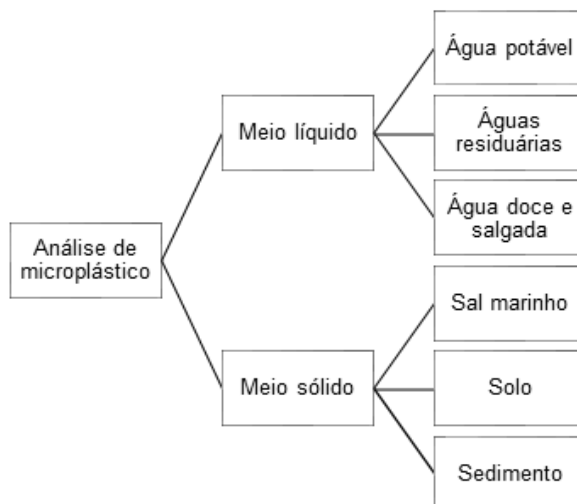 Análise de
microplástico
Meio líquido
Água potável
Águas
residuárias
Água doce e
salgada
Meio sólido
Sal marinho
Solo
Sedimento